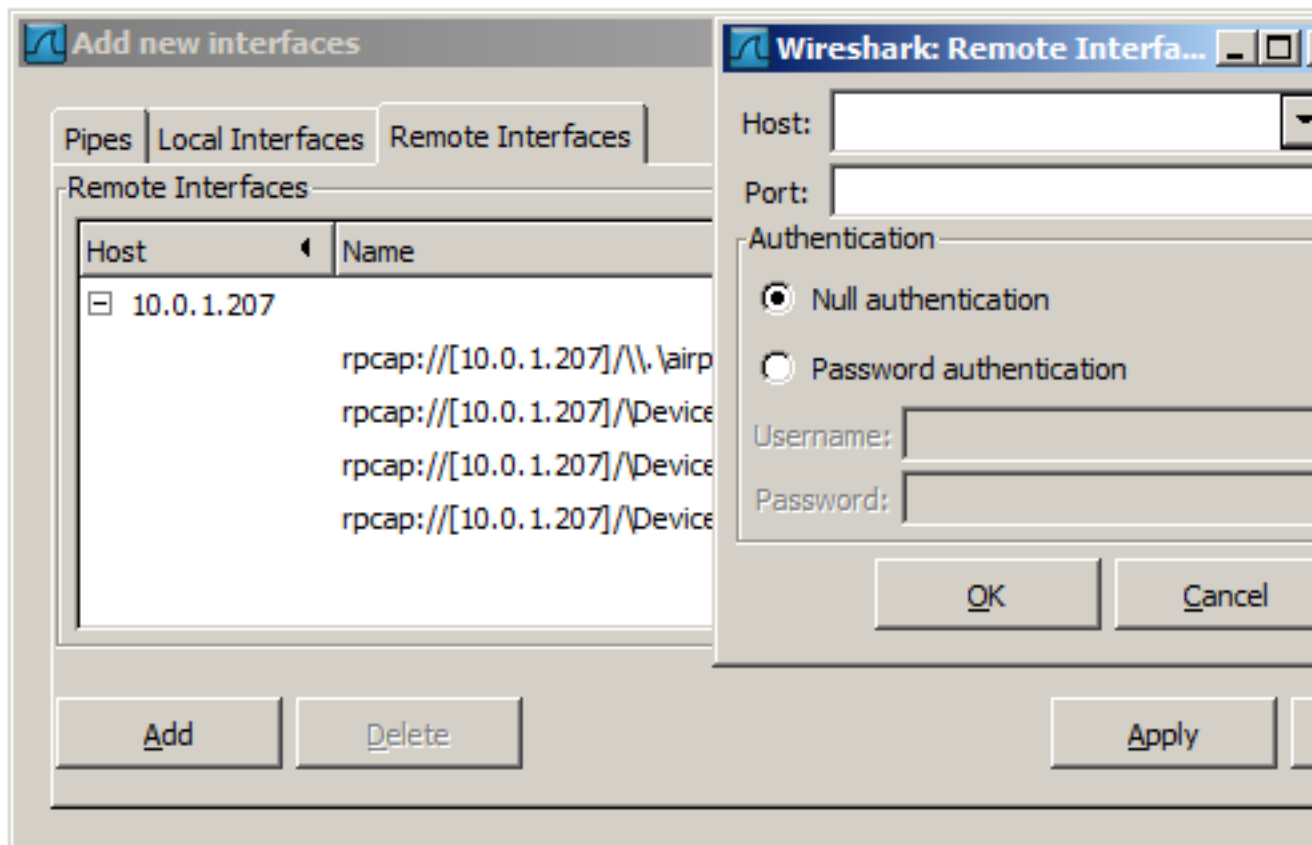 Add new interfaces
Pipes Local Interfaces Remote Interfaces
Remote Interfaces
Host Name
10.0.1.207
rpcap://[10.0.1.207]/\\.\airp
rpcap://[10.0.1.207]/\Device
rpcap://[10.0.1.207]/\Device
rpcap://[10.0.1.207]/\Device
Add Delete Apply
Wireshark: Remote Interfa...
Host:
Port:
Authentication
Null authentication
Password authentication
Username:
Password:
OK Cancel